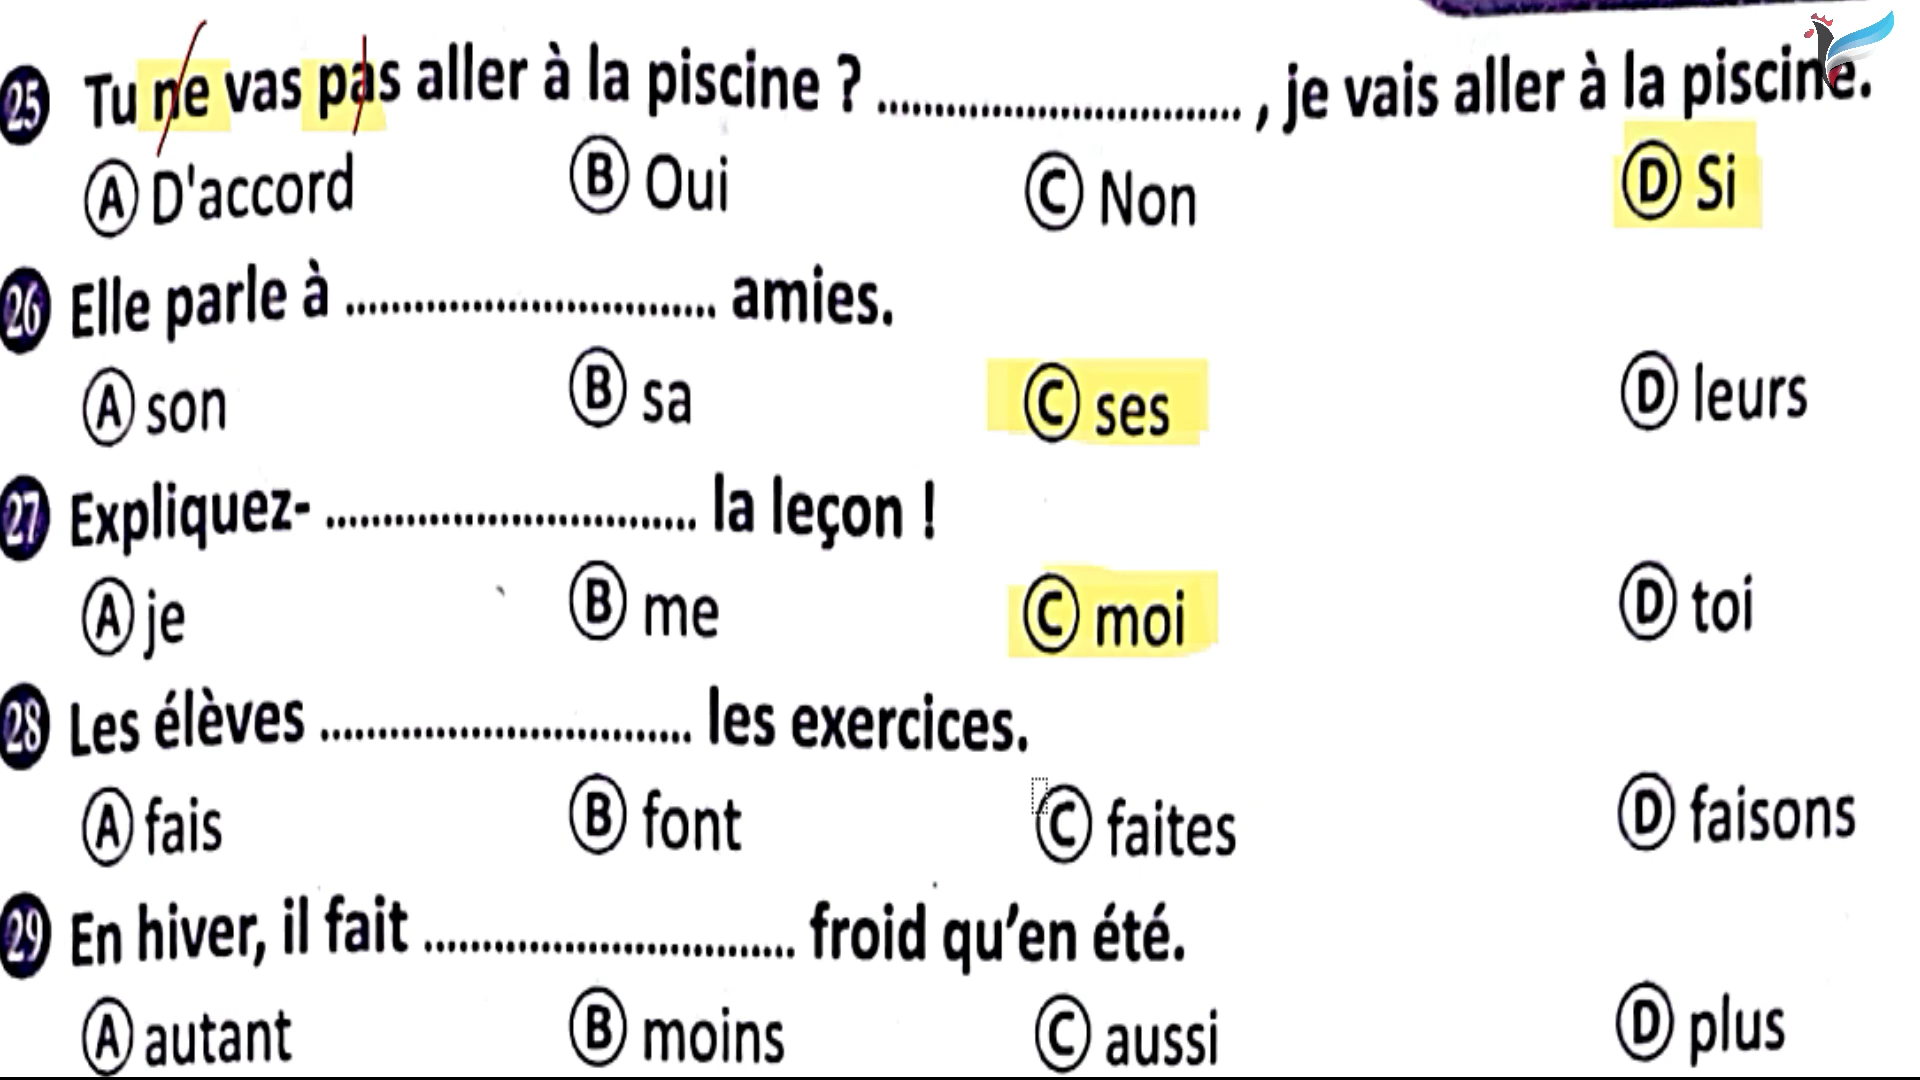 25 Tu ne vas pas aller à la piscine ? .............................. , je vais aller à la piscine.
A D'accord B Oui C Non D Si
26 Elle parle à .............................. amies.
A son B sa C ses D leurs
27 Expliquez- .............................. la leçon !
A je B me C moi D toi
28 Les élèves .............................. les exercices.
A fais B font C faites D faisons
29 En hiver, il fait .............................. froid qu’en été.
A autant B moins C aussi D plus